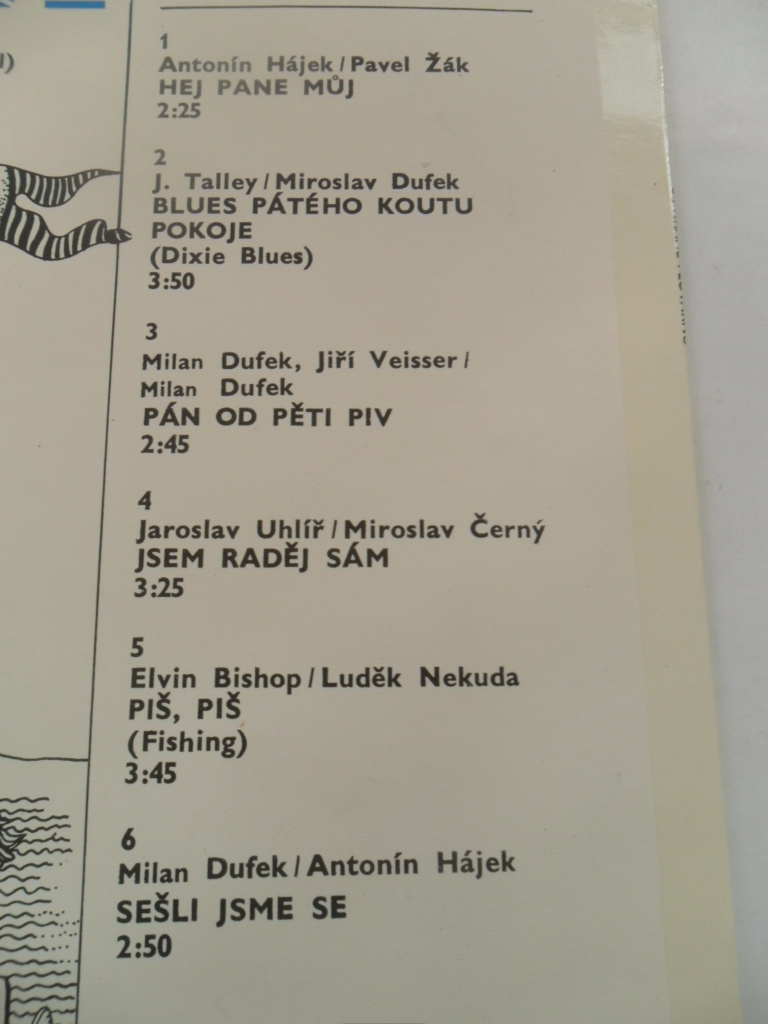 1
Antonín Hájek/Pavel Žák
HEJ PANE MŮJ
2:25
2
J. Talley/Miroslav Dufek
BLUES PÁTÉHO KOUTU
POKOJE
(Dixie Blues)
3:50
3
Milan Dufek, Jiří Veisser/
Milan Dufek
PÁN OD PĚTI PIV
2:45
4
Jaroslav Uhlíř/Miroslav Černý
JSEM RADĚJ SÁM
3:25
5
Elvin Bishop/Luděk Nekuda
PIŠ, PIŠ
(Fishing)
3:45
6
Milan Dufek/Antonín Hájek
SEŠLI JSME SE
2:50